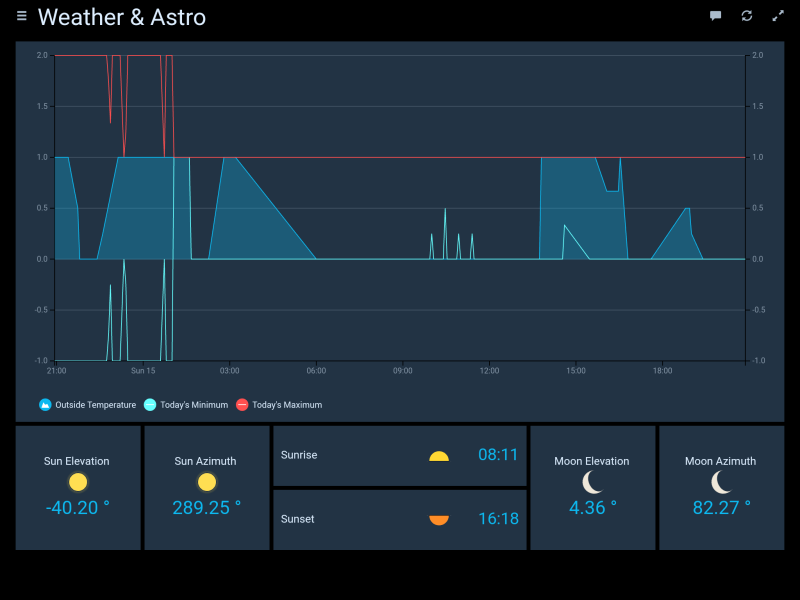 Weather & Astro
2.0 2.0
1.5 1.5
1.0 1.0
0.5 0.5
0.0 0.0
-0.5 -0.5
-1.0 -1.0
21:00 Sun 15 03:00 06:00 09:00 12:00 15:00 18:00
Outside Temperature Today's Minimum Today's Maximum
Sun Elevation
-40.20 °
Sun Azimuth
289.25 °
Sunrise 08:11
Sunset 16:18
Moon Elevation
4.36 °
Moon Azimuth
82.27 °